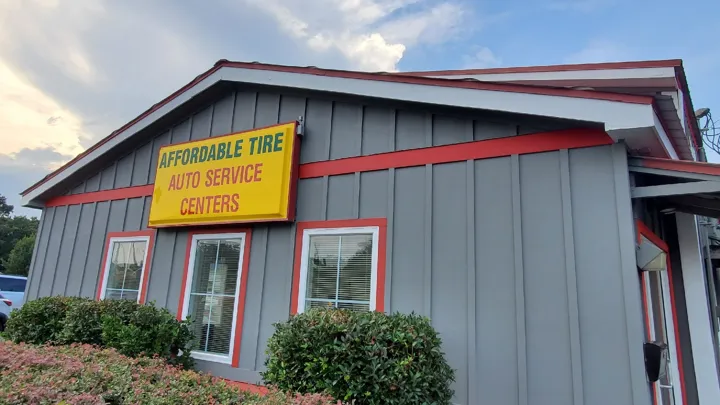 AFFORDABLE TIRE
AUTO SERVICE
CENTERS